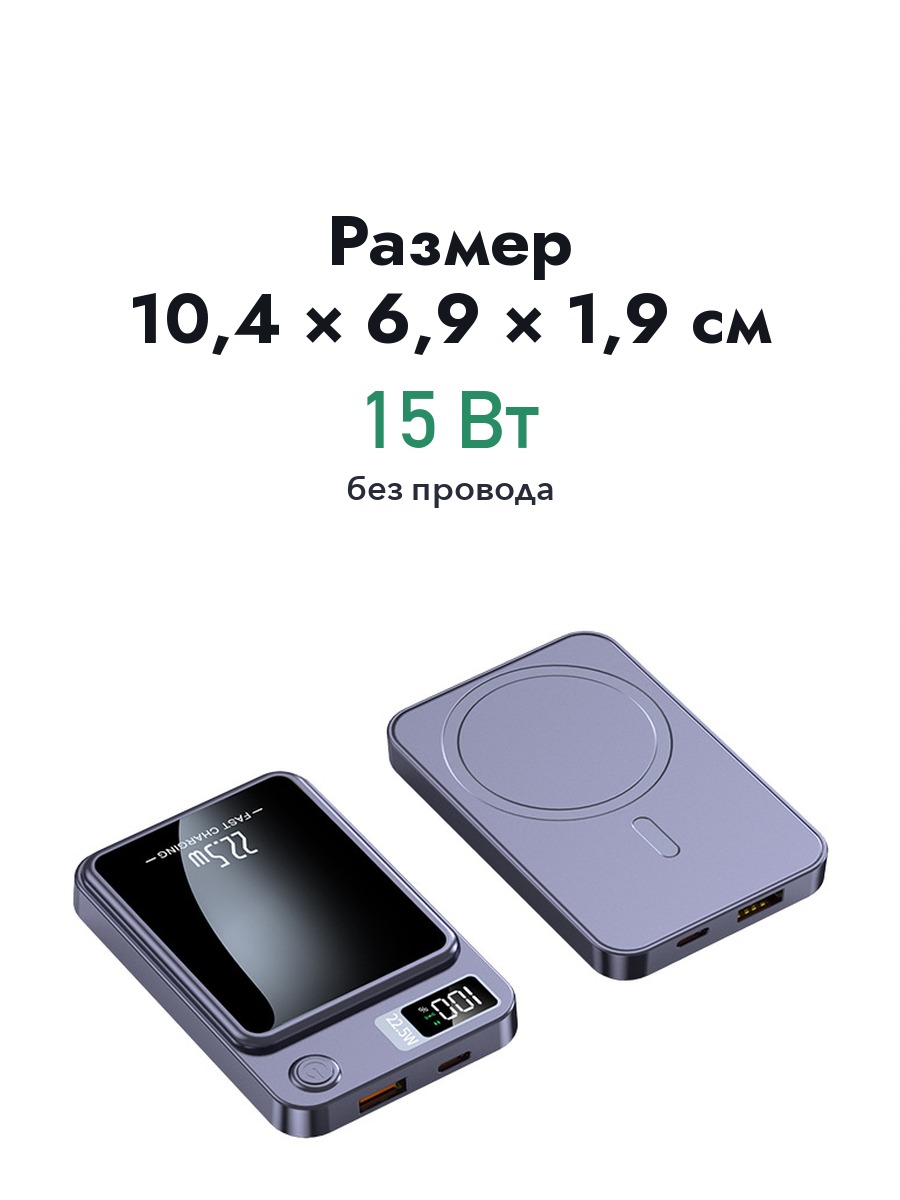 Размер
10,4 × 6,9 × 1,9 см
15 Вт
без провода
—FAST CHARGING—
22.5W
100%
22.5W